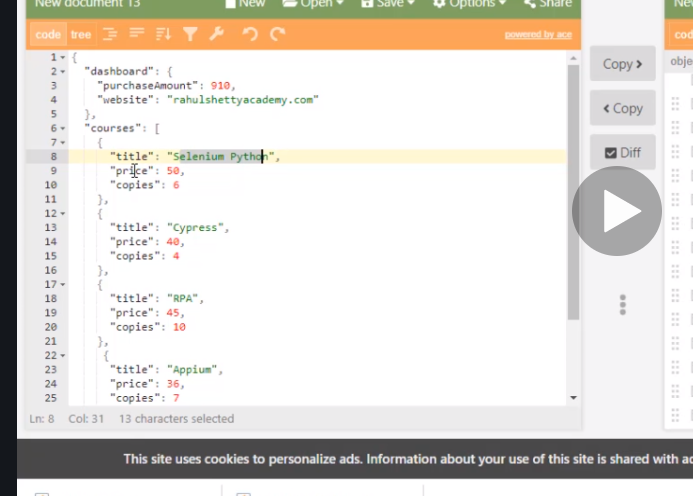 New document 13 New Open Save Options Share
code tree powered by ace
1 {
2 "dashboard": {
3 "purchaseAmount": 910,
4 "website": "rahulshettyacademy.com"
5 },
6 "courses": [
7 {
8 "title": "Selenium Python",
9 "price": 50,
10 "copies": 6
11 },
12 {
13 "title": "Cypress",
14 "price": 40,
15 "copies": 4
16 },
17 {
18 "title": "RPA",
19 "price": 45,
20 "copies": 10
21 },
22 {
23 "title": "Appium",
24 "price": 36,
25 "copies": 7
Ln: 8 Col: 31 13 characters selected
Copy >
< Copy
Diff
Ne
cod
obje
This site uses cookies to personalize ads. Information about your use of this site is shared with ad